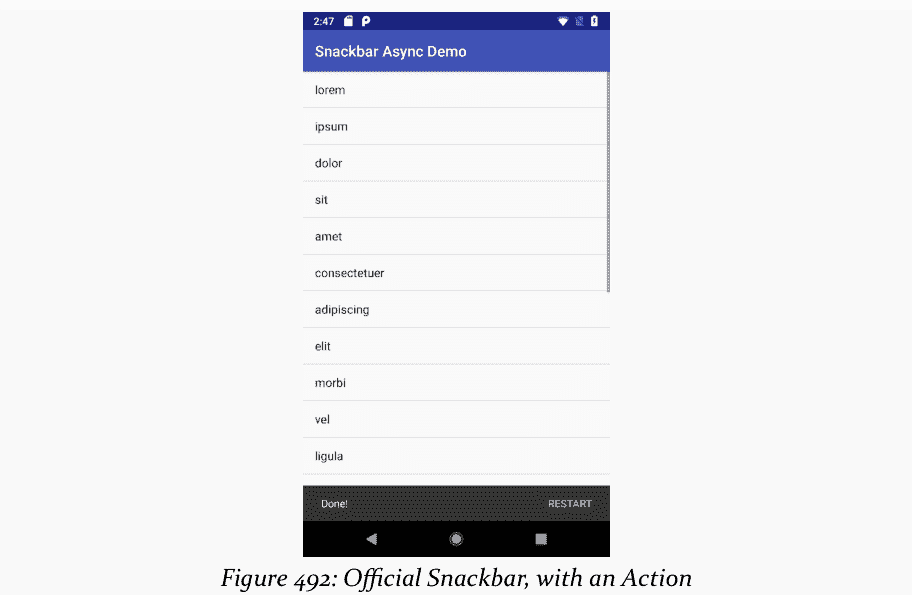 2:47
Snackbar Async Demo
lorem
ipsum
dolor
sit
amet
consectetuer
adipiscing
elit
morbi
vel
ligula
Done! RESTART
Figure 492: Official Snackbar, with an Action